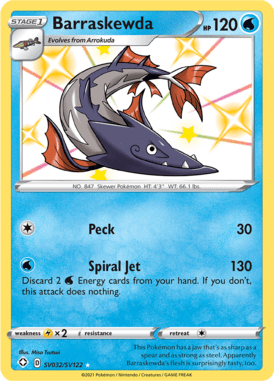 STAGE 1 Barraskewda HP 120
Evolves from Arrokuda
NO. 847 Skewer Pokémon HT: 4'3" WT: 66.1 lbs.
Peck 30
Spiral Jet 130
Discard 2 Energy cards from your hand. If you don't,
this attack does nothing.
weakness ×2 resistance retreat
Illus. Misa Tsutsui
D SV032/SV122
This Pokémon has a jaw that's as sharp as a
spear and as strong as steel. Apparently
Barraskewda's flesh is surprisingly tasty, too.
©2021 Pokémon / Nintendo / Creatures / GAME FREAK